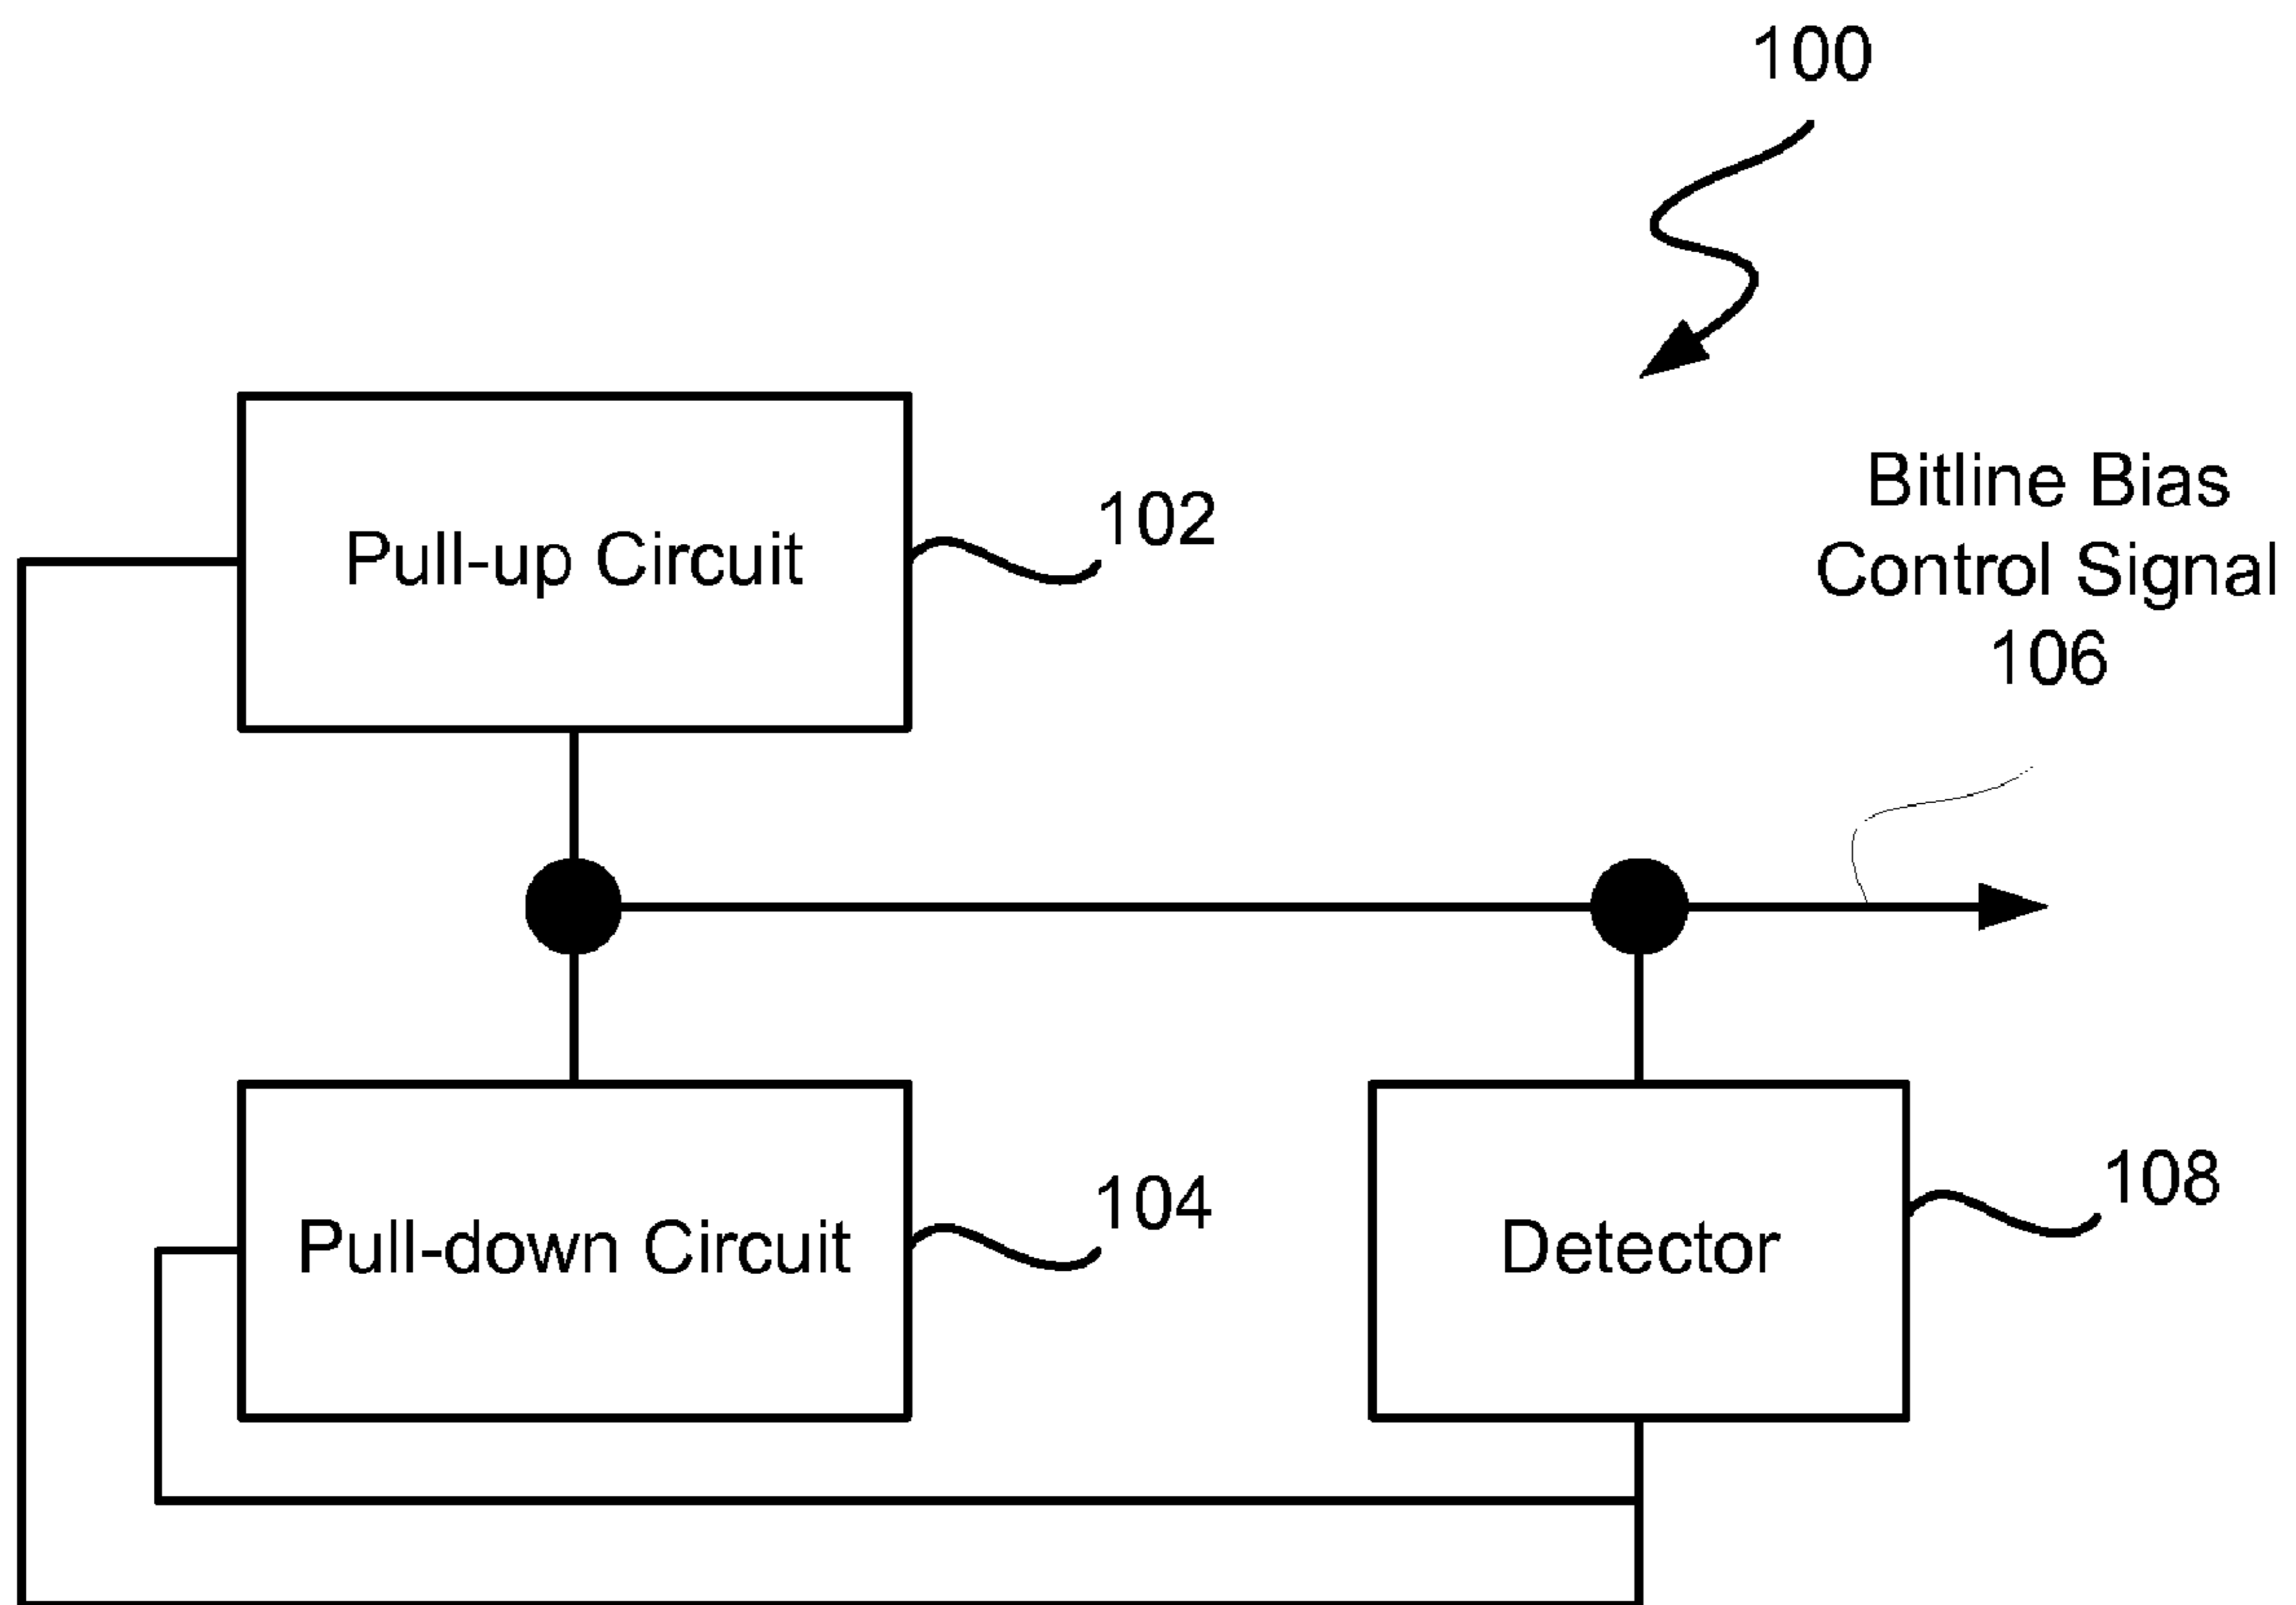 100
Pull-up Circuit
102
Bitline Bias
Control Signal
106
Pull-down Circuit
104
Detector
108